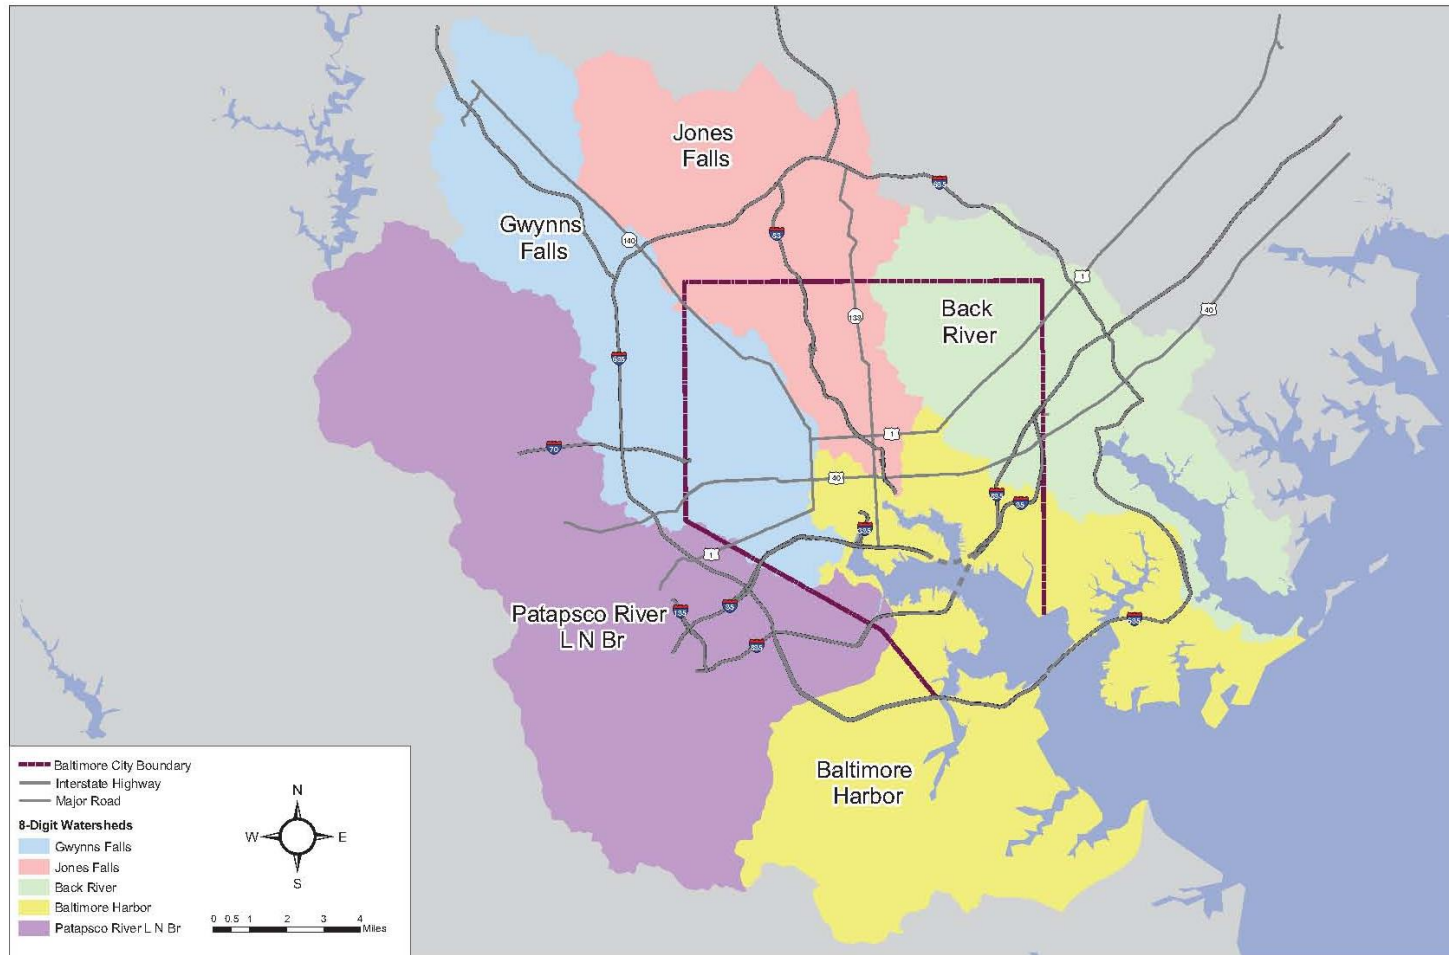 Jones
Falls
695
Gwynns
Falls
140
83
1
Back
River
40
133
695
1
70
40
895
95
395
1
Patapsco River
L N Br
95
695
895
Baltimore
Harbor
Baltimore City Boundary
Interstate Highway
Major Road
8-Digit Watersheds
Gwynns Falls
Jones Falls
Back River
Baltimore Harbor
Patapsco River L N Br
N
W E
S
0 0.5 1 2 3 4
Miles